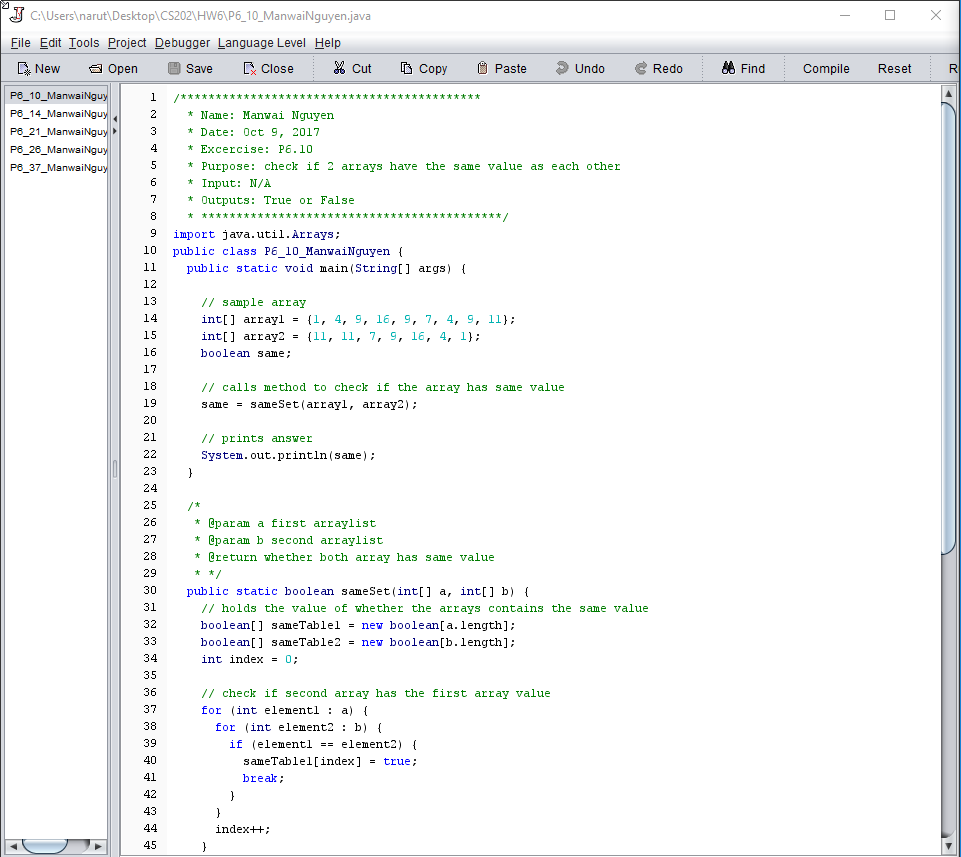 C:\Users\narut\Desktop\CS202\HW6\P6_10_ManwaiNguyen.java
File Edit Tools Project Debugger Language Level Help
New Open Save Close Cut Copy Paste Undo Redo Find Compile Reset R
P6_10_ManwaiNguy
P6_14_ManwaiNguy
P6_21_ManwaiNguy
P6_26_ManwaiNguy
P6_37_ManwaiNguy
1 /*******************************************
2 * Name: Manwai Nguyen
3 * Date: Oct 9, 2017
4 * Excercise: P6.10
5 * Purpose: check if 2 arrays have the same value as each other
6 * Input: N/A
7 * Outputs: True or False
8 * *******************************************/
9 import java.util.Arrays;
10 public class P6_10_ManwaiNguyen {
11 public static void main(String[] args) {
12
13 // sample array
14 int[] array1 = {1, 4, 9, 16, 9, 7, 4, 9, 11};
15 int[] array2 = {11, 11, 7, 9, 16, 4, 1};
16 boolean same;
17
18 // calls method to check if the array has same value
19 same = sameSet(array1, array2);
20
21 // prints answer
22 System.out.println(same);
23 }
24
25 /*
26 * @param a first arraylist
27 * @param b second arraylist
28 * @return whether both array has same value
29 * */
30 public static boolean sameSet(int[] a, int[] b) {
31 // holds the value of whether the arrays contains the same value
32 boolean[] sameTable1 = new boolean[a.length];
33 boolean[] sameTable2 = new boolean[b.length];
34 int index = 0;
35
36 // check if second array has the first array value
37 for (int element1 : a) {
38 for (int element2 : b) {
39 if (element1 == element2) {
40 sameTable1[index] = true;
41 break;
42 }
43 }
44 index++;
45 }